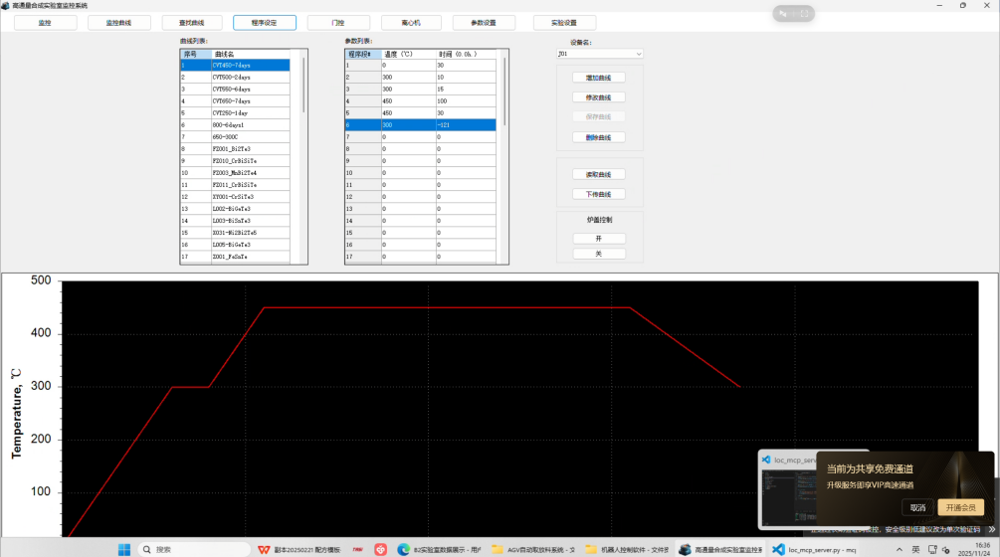 高通量合成实验室监控系统
监控 监控曲线 查找曲线 程序设定 门控 离心机 参数设置 实验设置
曲线列表:
序号 曲线名
1 CVT450-7days
2 CVT500-2days
3 CVT550-6days
4 CVT650-7days
5 CVT250-1day
6 800-6days1
7 650-300C
8 FZ001_Bi2Te3
9 FZ010_CrBiSiTe
10 FZ003_MnBi2Te4
11 FZ011_CrBiSiTe
12 XY001-CrSiTe3
13 L002-BiGeTe3
14 L003-BiSnTe3
15 X031-Mi2Bi2Te5
16 L005-BiGeTe3
17 Z001_FeSnTe
参数列表:
程序段# 温度 (℃) 时间 (0.0h.)
1 0 30
2 300 10
3 300 15
4 450 100
5 450 30
6 300 -121
7 0 0
8 0 0
9 0 0
10 0 0
11 0 0
12 0 0
13 0 0
14 0 0
15 0 0
16 0 0
17 0 0
设备名:
J01
增加曲线
修改曲线
保存曲线
删除曲线
读取曲线
下传曲线
炉盖控制
开
关
Temperature, ℃
500
400
300
200
100
loc_mcp_serv
当前为共享免费通道
升级服务即享VIP高速通道
取消 开通会员
安全级别低建议改为单次验证码
搜索
副本20250221 配方模板
B2实验室数据展示 - 用户
AGV自动取放料系统 - 文
机器人控制软件 - 文件资
高通量合成实验室监控系
loc_mcp_server.py - mcp
英
16:36
2025/11/24